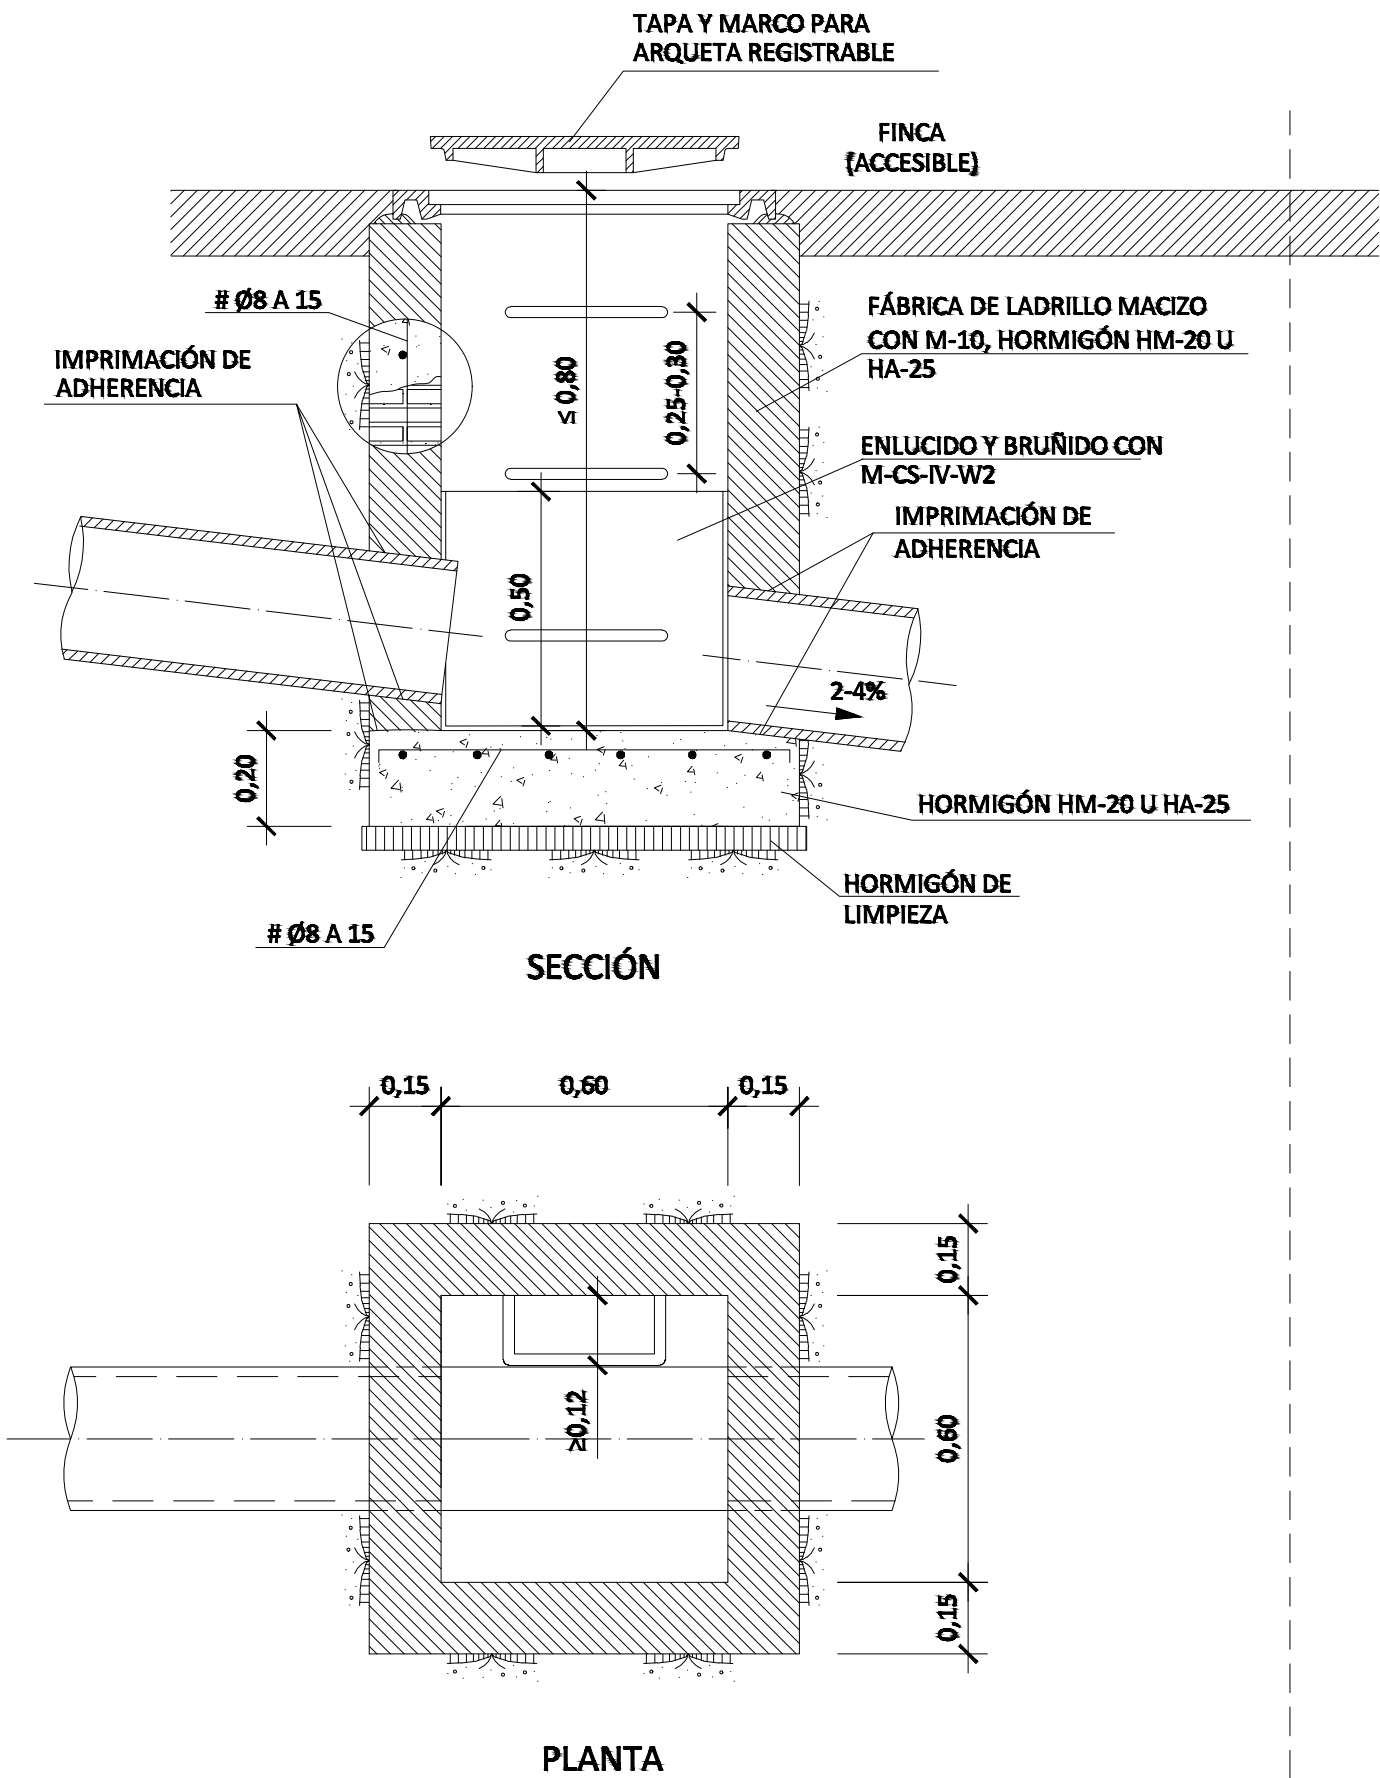 TAPA Y MARCO PARA
ARQUETA REGISTRABLE
FINCA
(ACCESIBLE)
# Ø8 A 15
IMPRIMACIÓN DE
ADHERENCIA
≤ 0,80
0,25-0,30
FÁBRICA DE LADRILLO MACIZO
CON M-10, HORMIGÓN HM-20 U
HA-25
ENLUCIDO Y BRUÑIDO CON
M-CS-IV-W2
IMPRIMACIÓN DE
ADHERENCIA
0,50
2-4%
0,20
HORMIGÓN HM-20 U HA-25
HORMIGÓN DE
LIMPIEZA
# Ø8 A 15
SECCIÓN
0,15
0,60
0,15
0,15
≥0,12
0,60
0,15
PLANTA